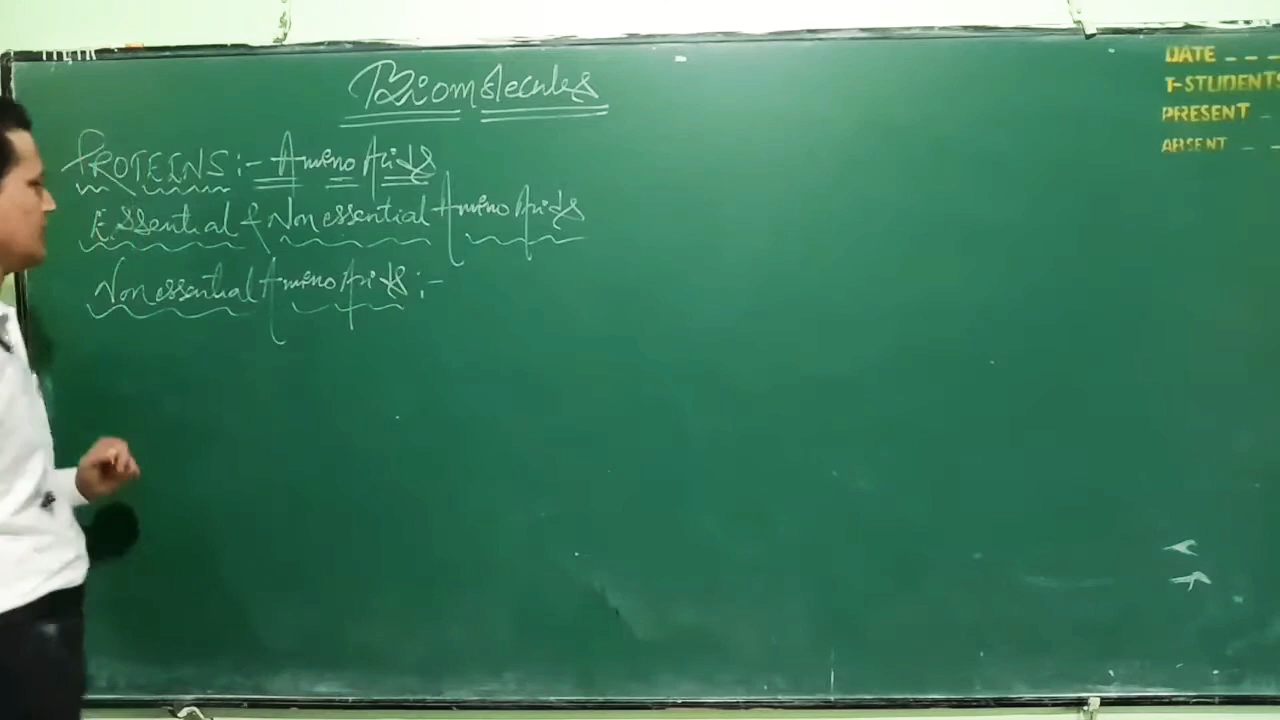 Biomolecules
PROTEINS:- Amino Acids
Essential & Non essential Amino Acids
Non essential Amino Acids:-
DATE _ _ _
T-STUDENTS
PRESENT _
ABSENT _ _